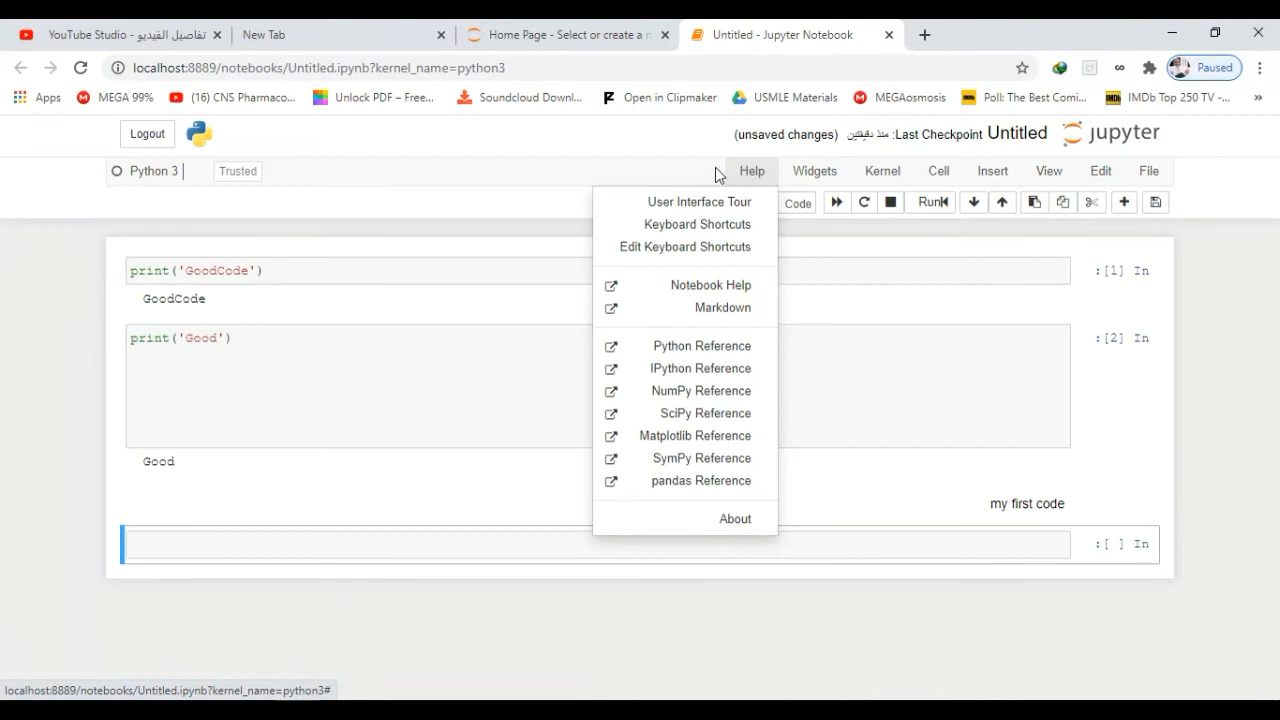 YouTube Studio - تفاصيل الفيديو
New Tab
Home Page - Select or create a n
Untitled - Jupyter Notebook
localhost:8889/notebooks/Untitled.ipynb?kernel_name=python3
Paused
Apps
MEGA 99%
(16) CNS Pharmaco...
Unlock PDF – Free...
Soundcloud Downl...
Open in Clipmaker
USMLE Materials
MEGAosmosis
Poll: The Best Comi...
IMDb Top 250 TV -...
Logout
(unsaved changes) منذ دقيقتين :Last Checkpoint Untitled jupyter
Python 3
Trusted
Help
Widgets
Kernel
Cell
Insert
View
Edit
File
Code
Run
User Interface Tour
Keyboard Shortcuts
Edit Keyboard Shortcuts
Notebook Help
Markdown
Python Reference
IPython Reference
NumPy Reference
SciPy Reference
Matplotlib Reference
SymPy Reference
pandas Reference
About
print('GoodCode')
:[1] In
GoodCode
print('Good')
:[2] In
Good
my first code
:[ ] In
localhost:8889/notebooks/Untitled.ipynb?kernel_name=python3#